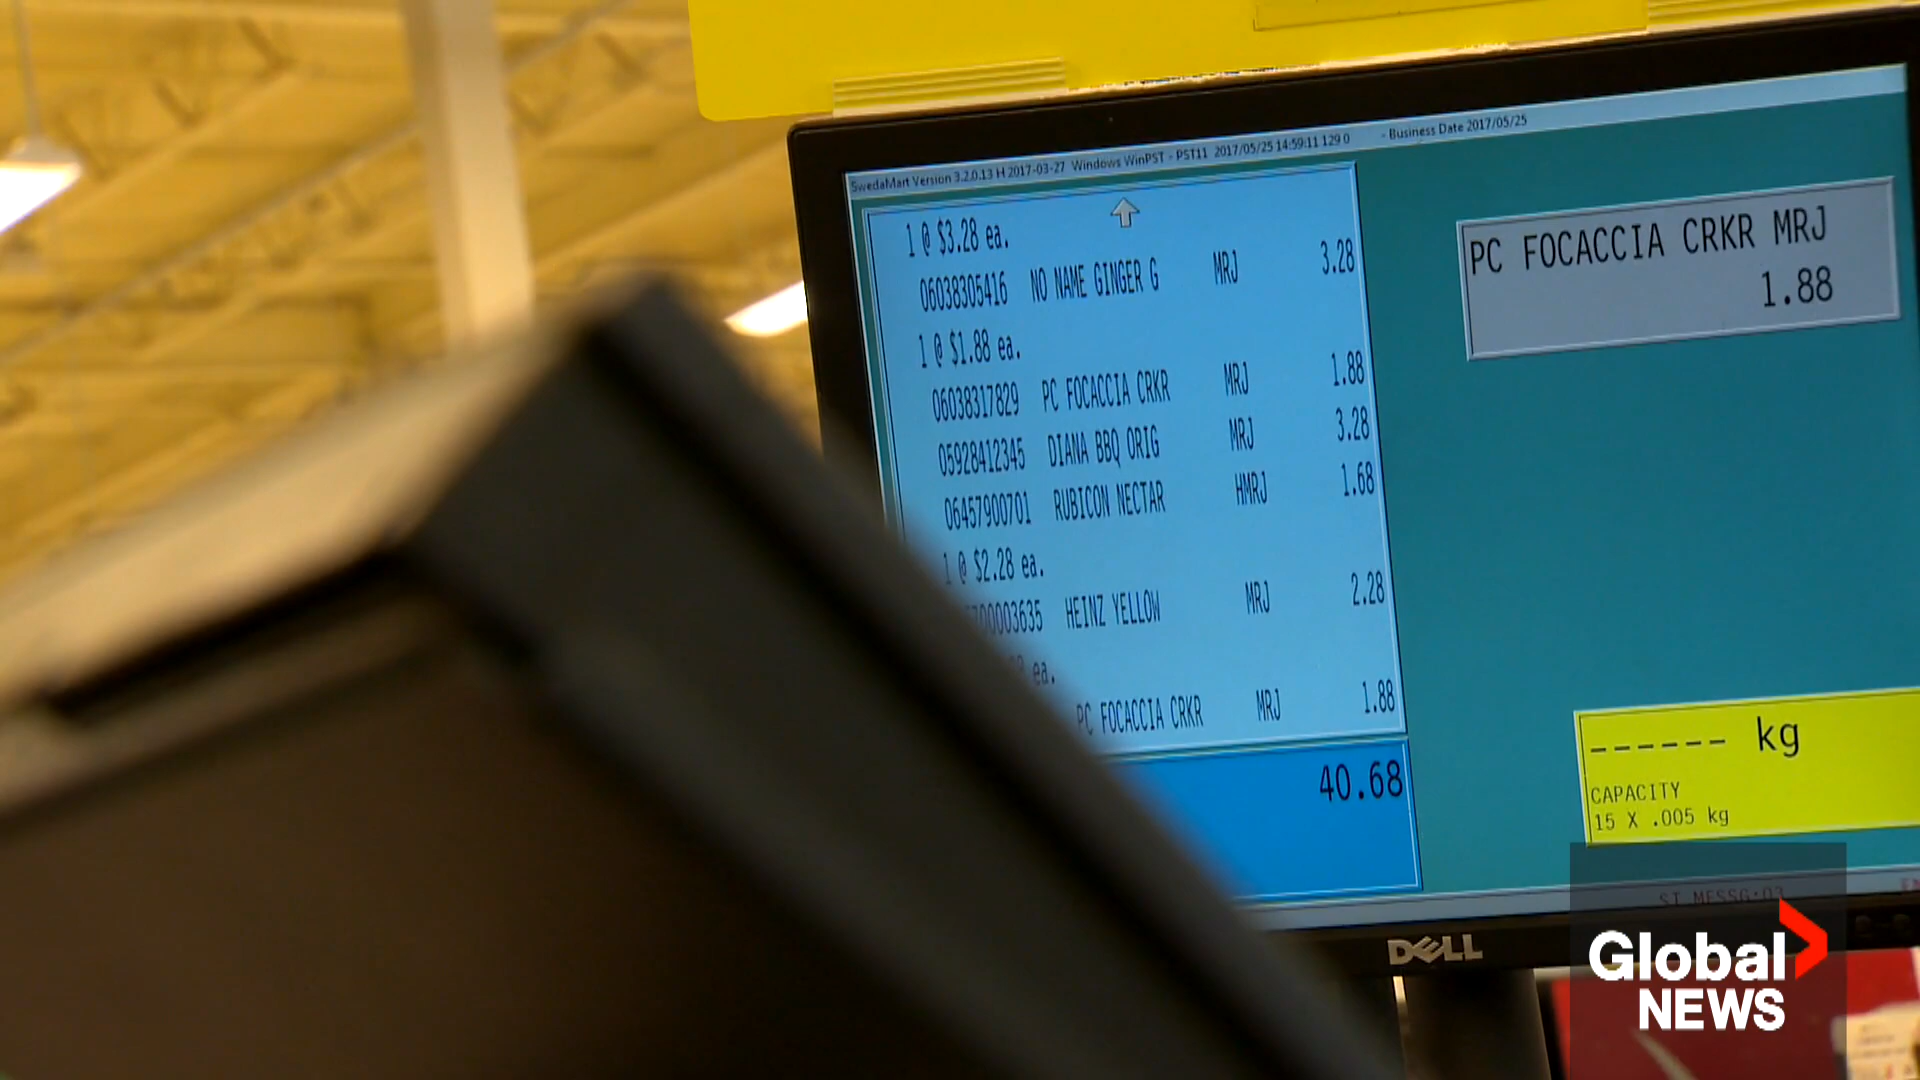 SwedaMart Version 3.2.0.13 H 2017-03-27 Windows WinPST - PST11 2017/05/25 14:59:11 129 0 - Business Date 2017/05/25
1 @ $3.28 ea.
06038305416 NO NAME GINGER G MRJ 3.28
1 @ $1.88 ea.
06038317829 PC FOCACCIA CRKR MRJ 1.88
05928412345 DIANA BBQ ORIG MRJ 3.28
06457900701 RUBICON NECTAR HMRJ 1.68
1 @ $2.28 ea.
00003635 HEINZ YELLOW MRJ 2.28
ea.
PC FOCACCIA CRKR MRJ 1.88
40.68
PC FOCACCIA CRKR MRJ
1.88
------ kg
CAPACITY
15 X .005 kg
ST MESSG:03
DELL
Global
NEWS